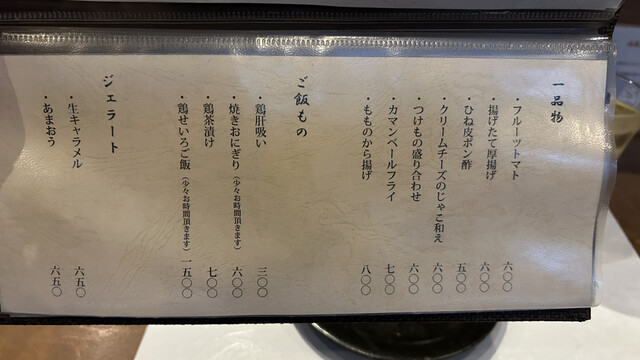 一品物
・フルーツトマト 六〇〇
・揚げたて厚揚げ 六〇〇
・ひね皮ポン酢 五〇〇
・クリームチーズのじゃこ和え 六〇〇
・つけもの盛り合わせ 六〇〇
・カマンベールフライ 七〇〇
・もものから揚げ 八〇〇
ご飯もの
・鶏肝吸い 三〇〇
・焼きおにぎり（少々お時間頂きます） 六〇〇
・鶏茶漬け 七〇〇
・鶏せいろご飯（少々お時間頂きます） 一五〇〇
ジェラート
・生キャラメル 六五〇
・あまおう 六五〇